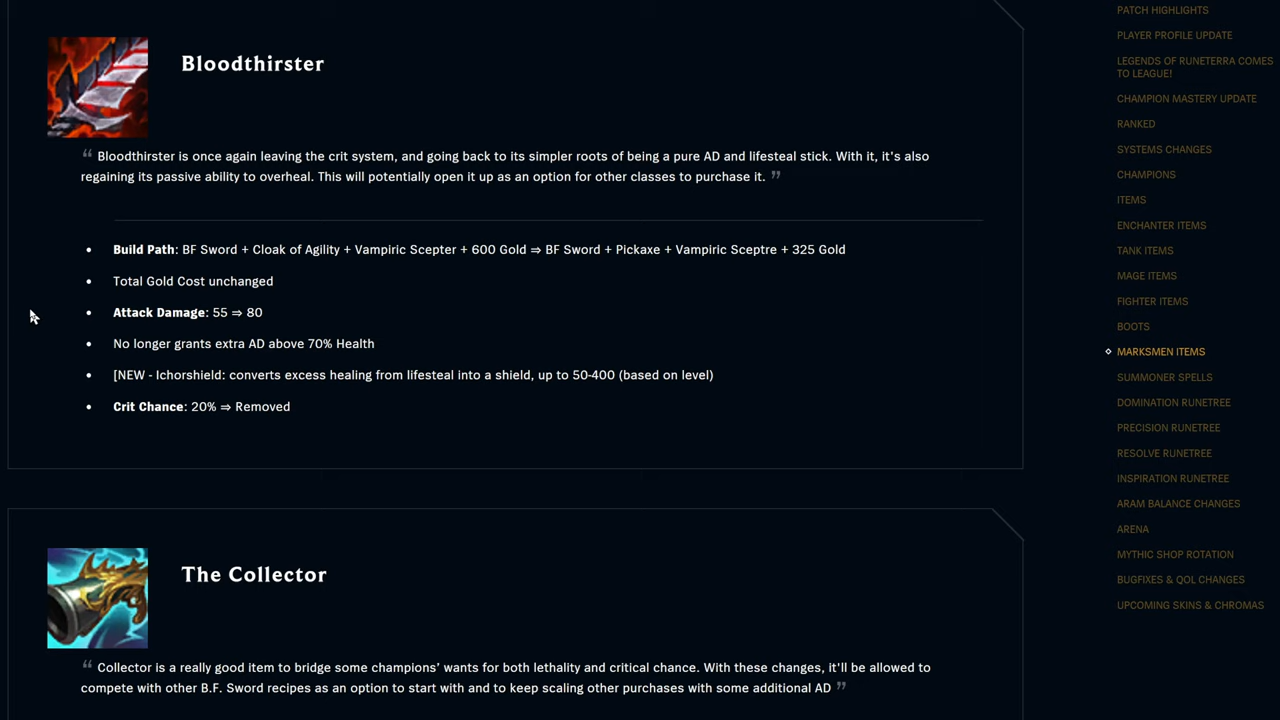 Bloodthirster
“ Bloodthirster is once again leaving the crit system, and going back to its simpler roots of being a pure AD and lifesteal stick. With it, it's also
regaining its passive ability to overheal. This will potentially open it up as an option for other classes to purchase it. ”
• Build Path: BF Sword + Cloak of Agility + Vampiric Scepter + 600 Gold ⇒ BF Sword + Pickaxe + Vampiric Sceptre + 325 Gold
• Total Gold Cost unchanged
• Attack Damage: 55 ⇒ 80
• No longer grants extra AD above 70% Health
• [NEW - Ichorshield: converts excess healing from lifesteal into a shield, up to 50-400 (based on level)
• Crit Chance: 20% ⇒ Removed
The Collector
“ Collector is a really good item to bridge some champions’ wants for both lethality and critical chance. With these changes, it'll be allowed to
compete with other B.F. Sword recipes as an option to start with and to keep scaling other purchases with some additional AD ”
PATCH HIGHLIGHTS
PLAYER PROFILE UPDATE
LEGENDS OF RUNETERRA COMES
TO LEAGUE!
CHAMPION MASTERY UPDATE
RANKED
SYSTEMS CHANGES
CHAMPIONS
ITEMS
ENCHANTER ITEMS
TANK ITEMS
MAGE ITEMS
FIGHTER ITEMS
BOOTS
MARKSMEN ITEMS
SUMMONER SPELLS
DOMINATION RUNETREE
PRECISION RUNETREE
RESOLVE RUNETREE
INSPIRATION RUNETREE
ARAM BALANCE CHANGES
ARENA
MYTHIC SHOP ROTATION
BUGFIXES & QOL CHANGES
UPCOMING SKINS & CHROMAS